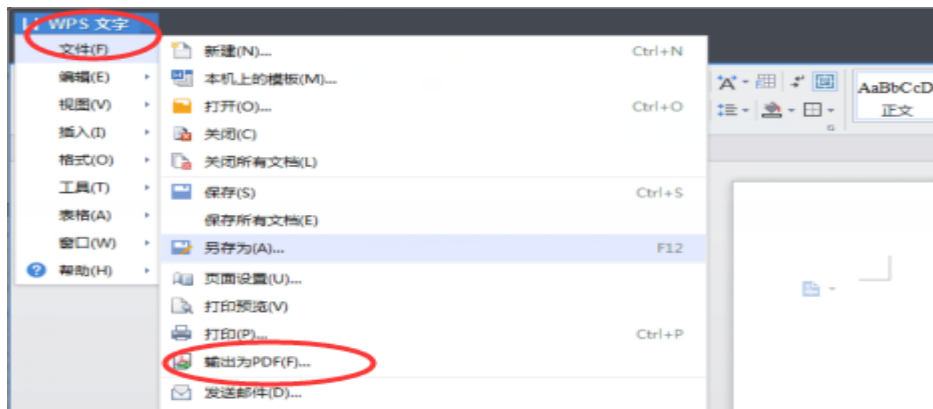 WPS 文字
文件(F)
编辑(E)
视图(V)
插入(I)
格式(O)
工具(T)
表格(A)
窗口(W)
帮助(H)
新建(N)... Ctrl+N
本机上的模板(M)...
打开(O)... Ctrl+O
关闭(C)
关闭所有文档(L)
保存(S) Ctrl+S
保存所有文档(E)
另存为(A)... F12
页面设置(U)...
打印预览(V)
打印(P)... Ctrl+P
输出为PDF(F)...
发送邮件(D)...
AaBbCcD
正文